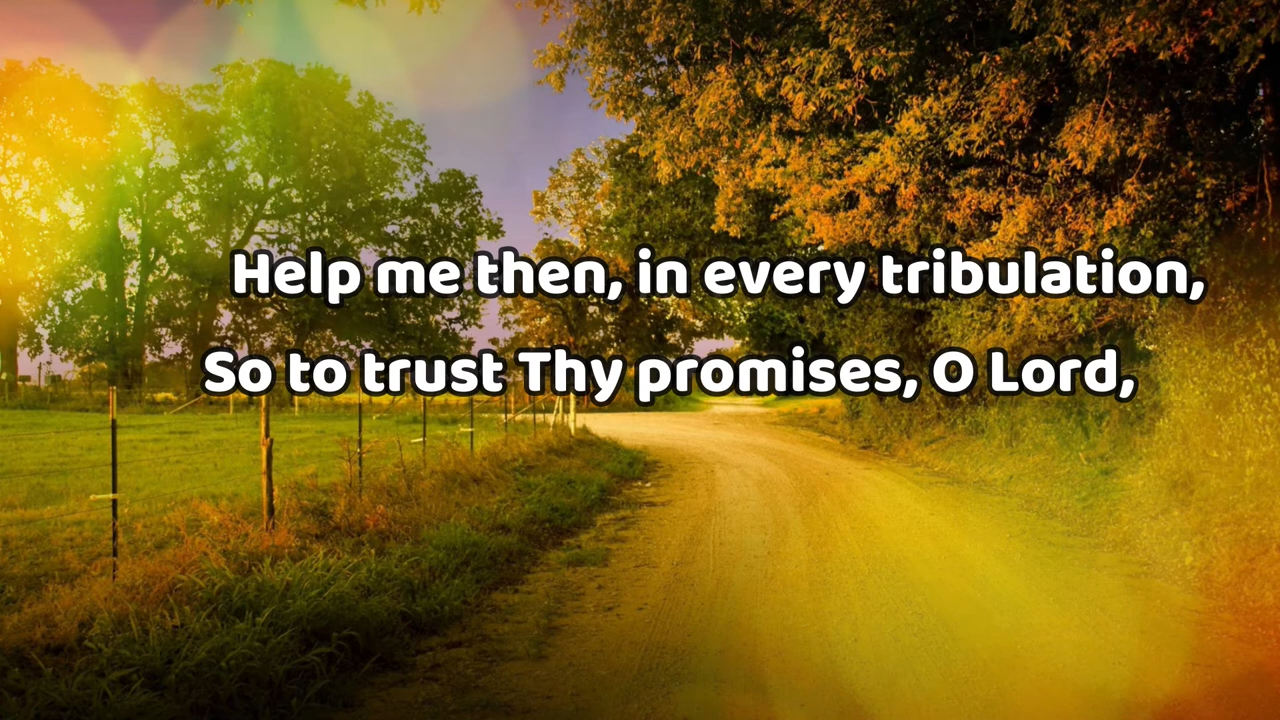 Help me then, in every tribulation,
So to trust Thy promises, O Lord,